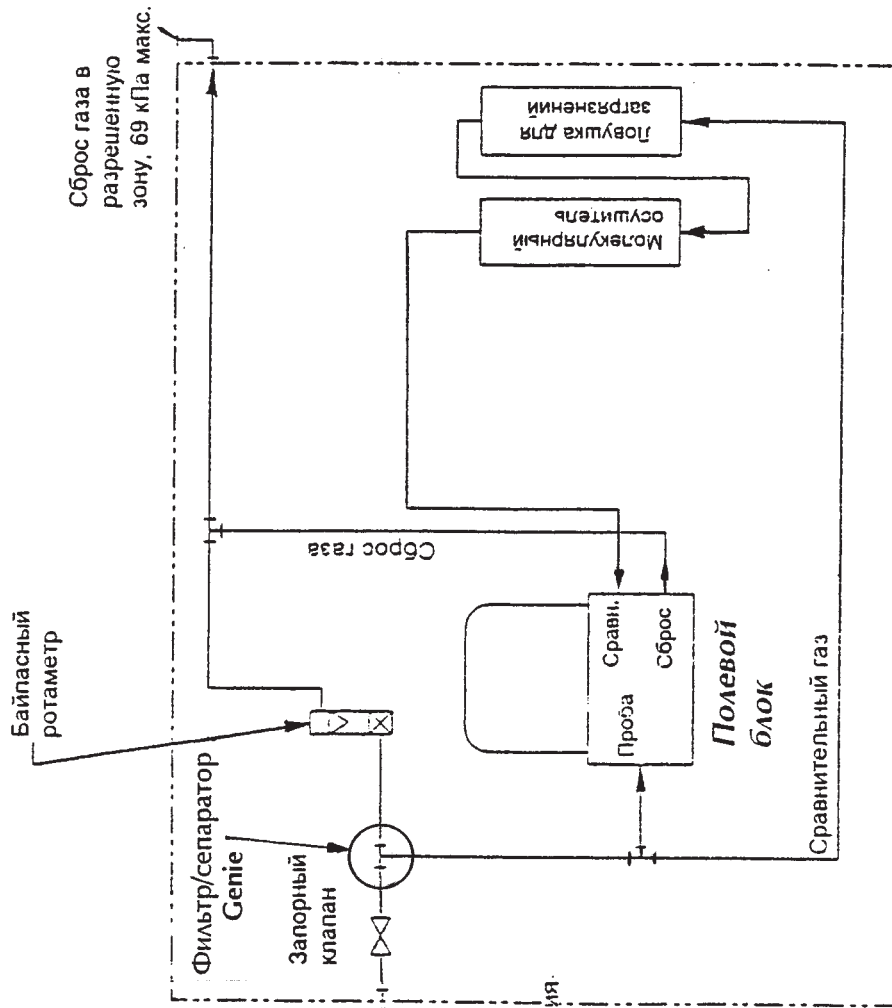 Сброс газа в
разрешенную
зону, 69 кПа макс.
Ловушка для
загрязнений
Молекулярный
осушитель
Сброс газа
Байпасный
ротаметр
Фильтр/сепаратор
Genie
Запорный
клапан
Сравн.
Проба
Сброс
Полевой
блок
Сравнительный газ